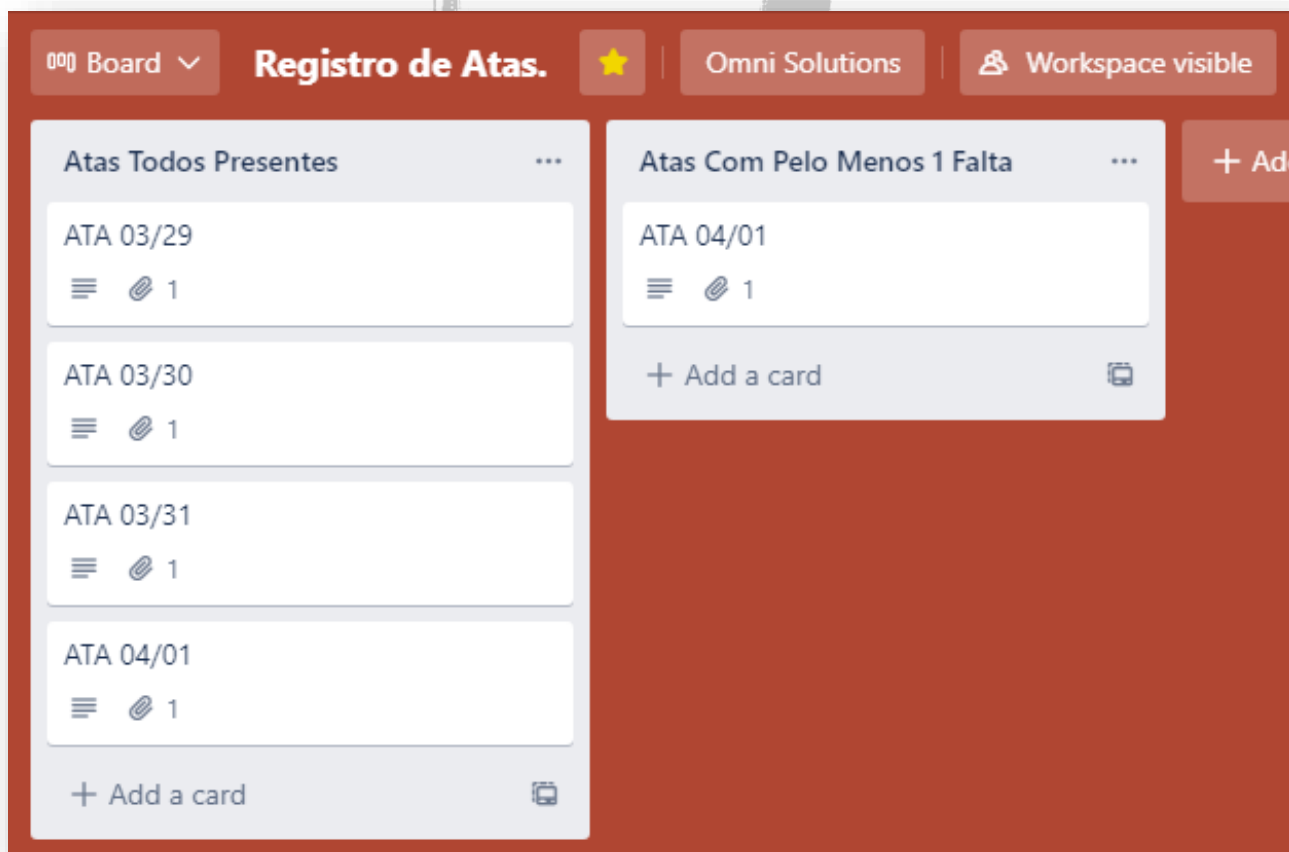 Board
Registro de Atas.
Omni Solutions
Workspace visible
Atas Todos Presentes
ATA 03/29
1
ATA 03/30
1
ATA 03/31
1
ATA 04/01
1
+ Add a card
Atas Com Pelo Menos 1 Falta
ATA 04/01
1
+ Add a card